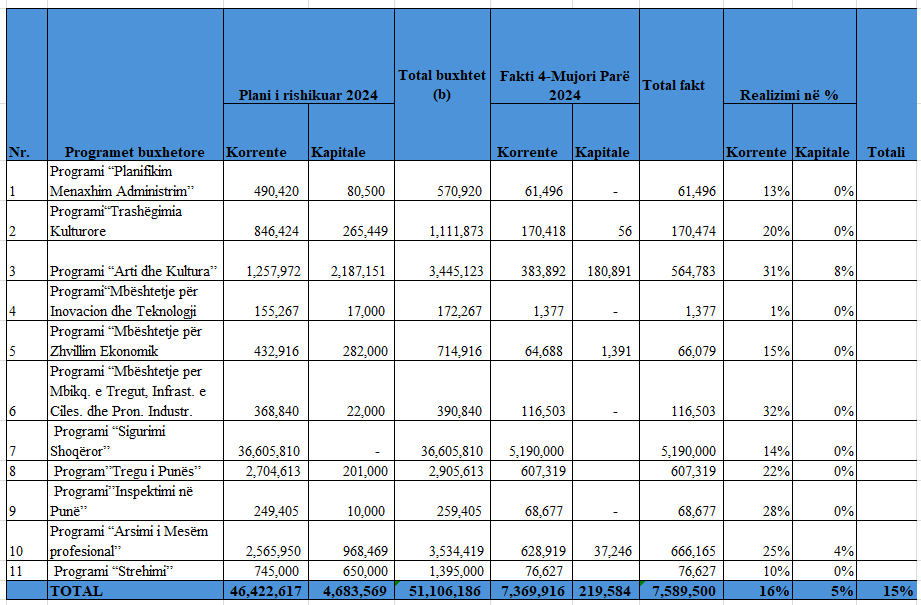 Nr. Programet buxhetore Plani i rishikuar 2024 Total buxhtet Fakti 4-Mujori Parë Total fakt Realizimi në % Totali
(b) 2024
Korrente Kapitale Korrente Kapitale Korrente Kapitale
Programi “Planifikim
1 Menaxhim Administrim” 490,420 80,500 570,920 61,496 - 61,496 13% 0%
Programi“Trashëgimia
2 Kulturore 846,424 265,449 1,111,873 170,418 56 170,474 20% 0%
3 Programi “Arti dhe Kultura” 1,257,972 2,187,151 3,445,123 383,892 180,891 564,783 31% 8%
Programi“Mbështetje për
4 Inovacion dhe Teknologji 155,267 17,000 172,267 1,377 - 1,377 1% 0%
Programi “Mbështetje për
5 Zhvillim Ekonomik 432,916 282,000 714,916 64,688 1,391 66,079 15% 0%
Programi “Mbështetje per
Mbikq. e Tregut, Infrast. e
6 Ciles. dhe Pron. Industr. 368,840 22,000 390,840 116,503 - 116,503 32% 0%
Programi “Sigurimi
7 Shoqëror” 36,605,810 - 36,605,810 5,190,000 5,190,000 14% 0%
8 Program”Tregu i Punës” 2,704,613 201,000 2,905,613 607,319 607,319 22% 0%
Programi”Inspektimi në
9 Punë” 249,405 10,000 259,405 68,677 - 68,677 28% 0%
Programi “Arsimi i Mesëm
10 profesional” 2,565,950 968,469 3,534,419 628,919 37,246 666,165 25% 4%
11 Programi “Strehimi” 745,000 650,000 1,395,000 76,627 76,627 10% 0%
TOTAL 46,422,617 4,683,569 51,106,186 7,369,916 219,584 7,589,500 16% 5% 15%